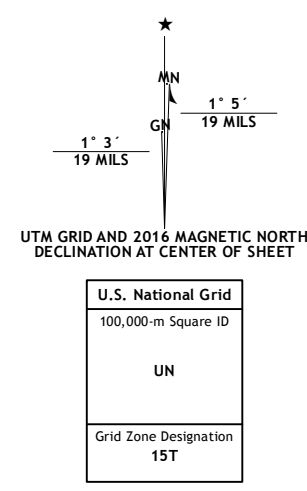 ★
MN
1° 5´
19 MILS
GN
1° 3´
19 MILS
UTM GRID AND 2016 MAGNETIC NORTH
DECLINATION AT CENTER OF SHEET
U.S. National Grid
100,000-m Square ID
UN
Grid Zone Designation
15T